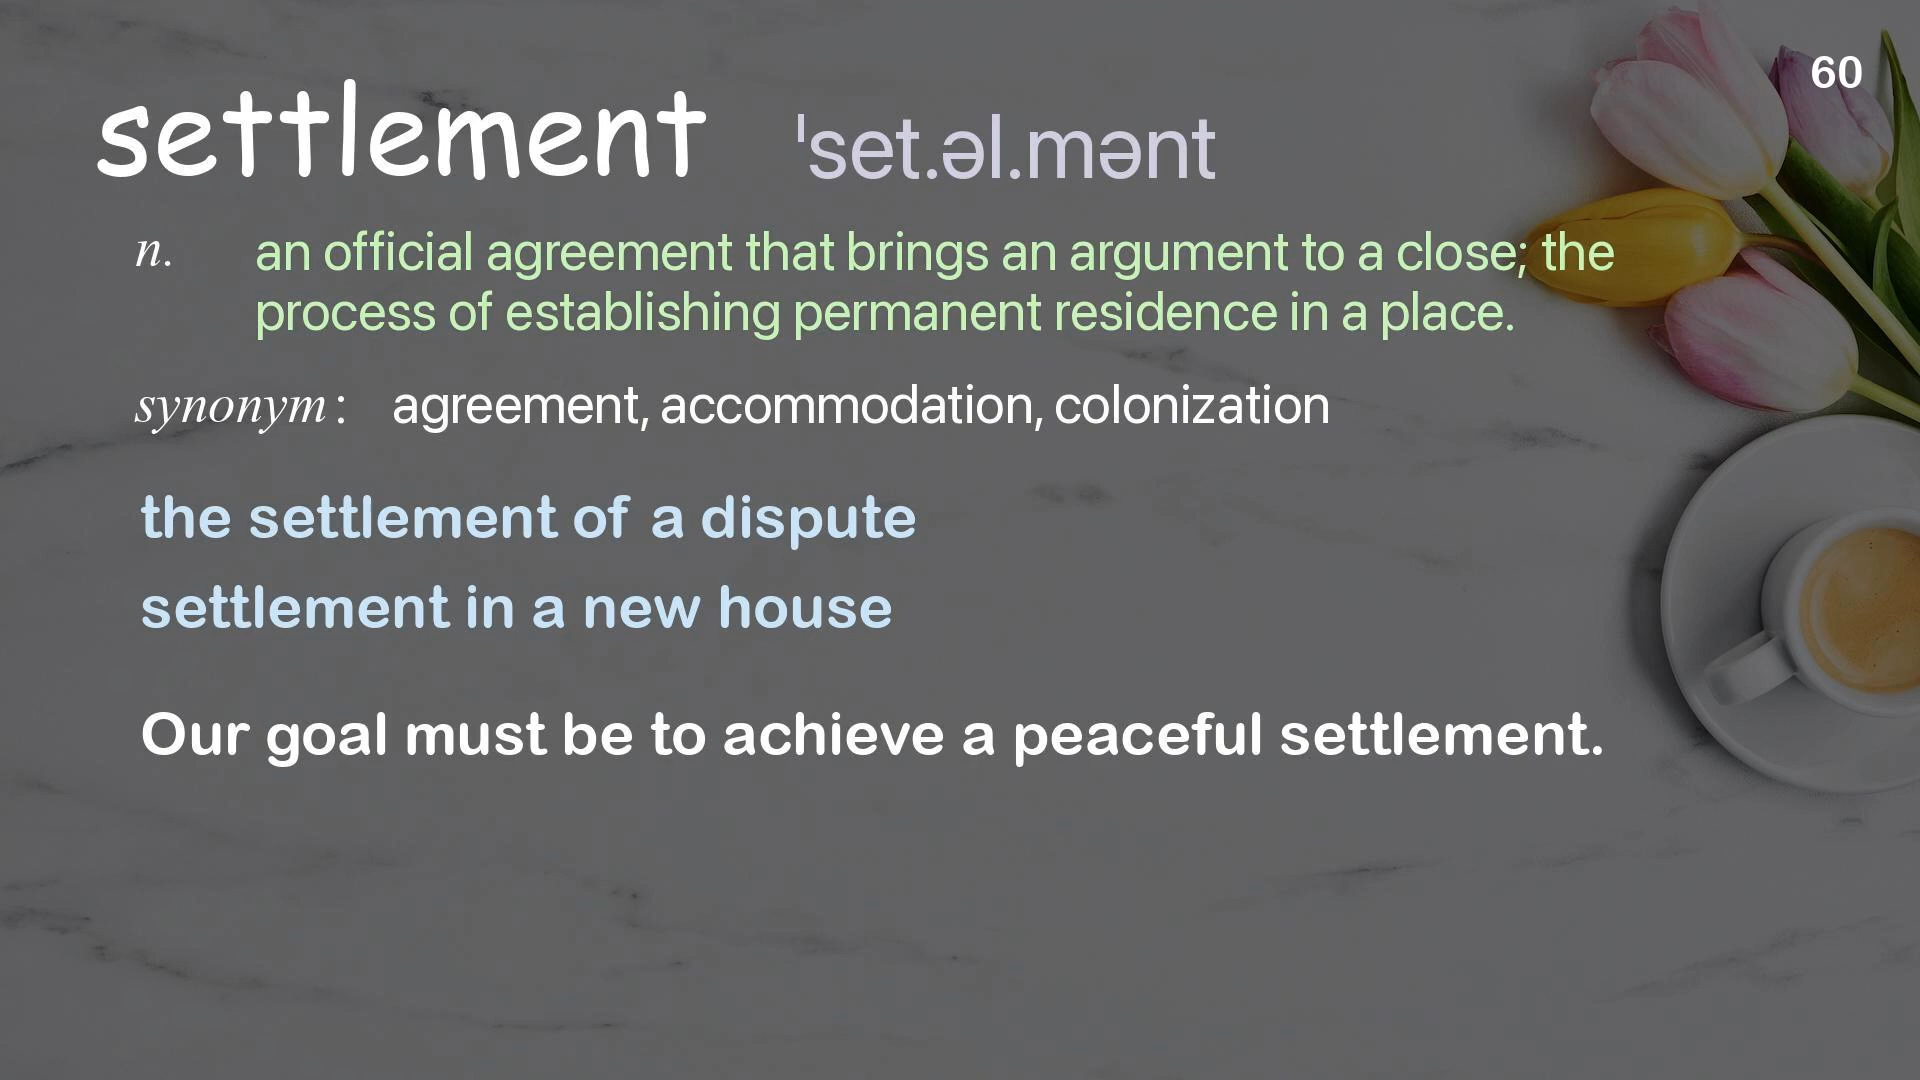 60
settlement ˈset.əl.mənt
n. an official agreement that brings an argument to a close; the
process of establishing permanent residence in a place.
synonym : agreement, accommodation, colonization
the settlement of a dispute
settlement in a new house
Our goal must be to achieve a peaceful settlement.